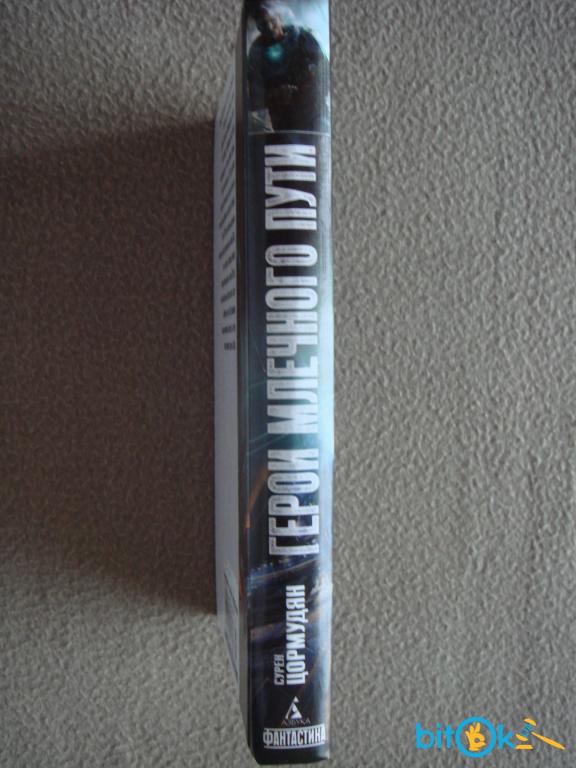 СУРЕН
ЦОРМУДЯН
ГЕРОИ МЛЕЧНОГО ПУТИ
АЗБУКА
ФАНТАСТИКА
bitOk